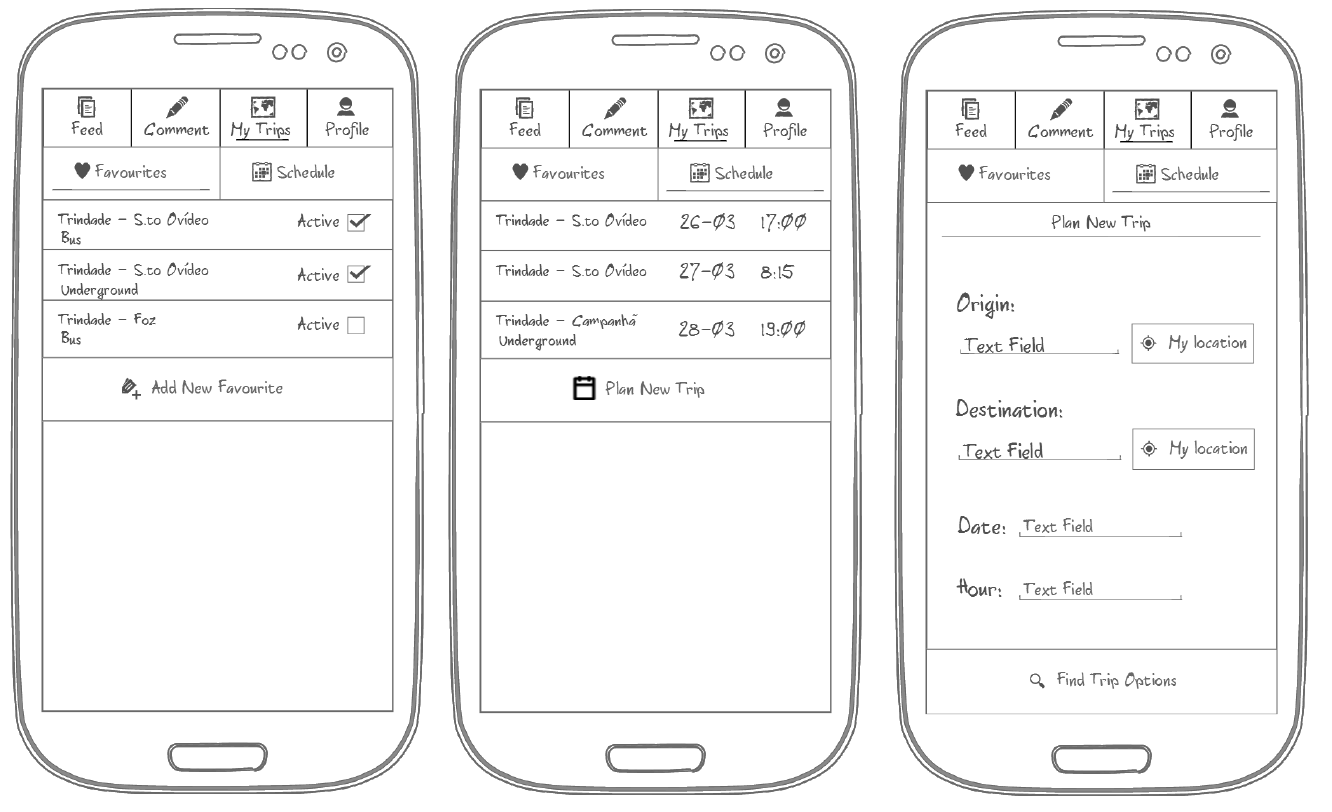 Feed Comment My Trips Profile
Favourites Schedule
Trindade - S.to Ovídeo Active
Bus
Trindade - S.to Ovídeo Active
Underground
Trindade - Foz Active
Bus
Add New Favourite
Feed Comment My Trips Profile
Favourites Schedule
Trindade - S.to Ovídeo 26-03 17:00
Trindade - S.to Ovídeo 27-03 8:15
Trindade - Campanhã 28-03 19:00
Underground
Plan New Trip
Feed Comment My Trips Profile
Favourites Schedule
Plan New Trip
Origin:
Text Field My location
Destination:
Text Field My location
Date: Text Field
Hour: Text Field
Find Trip Options